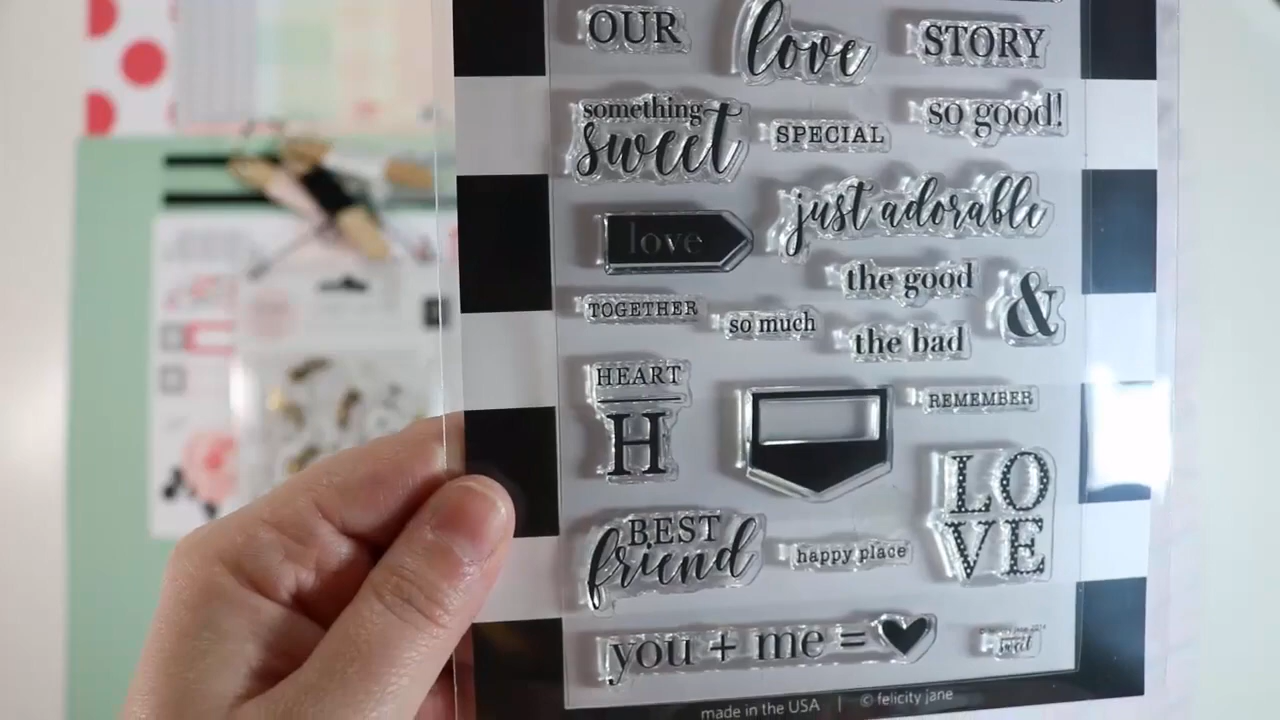 OUR
love
STORY
something
sweet
SPECIAL
so good!
just adorable
love
the good
&
TOGETHER
so much
the bad
HEART
H
REMEMBER
LO
VE
BEST
friend
happy place
you + me = ♥
sweet
made in the USA | © felicity jane